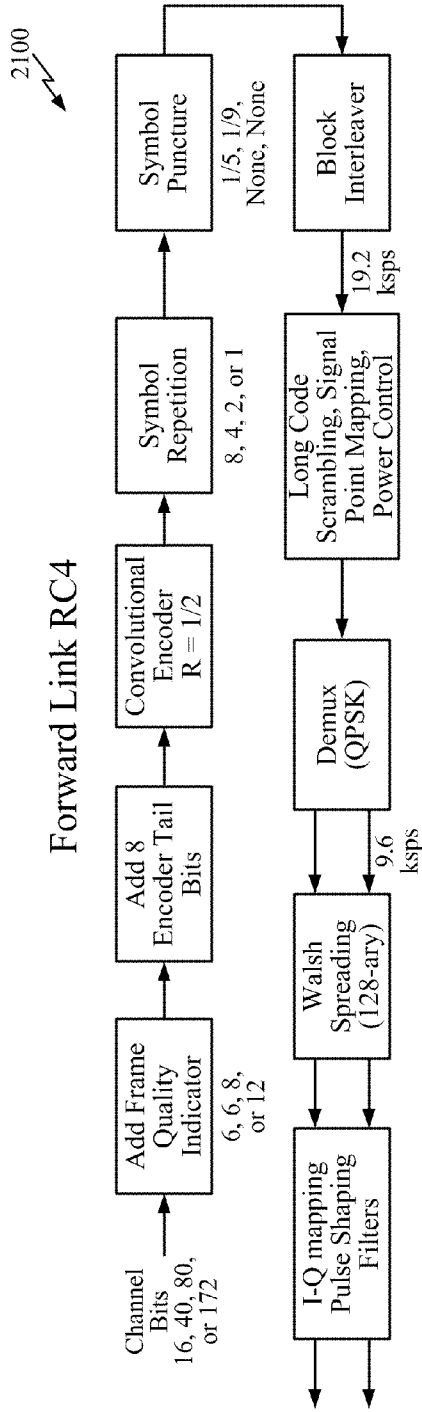 2100
Forward Link RC4
Channel
Bits
16, 40, 80,
or 172
Add Frame
Quality
Indicator
6, 6, 8,
or 12
Add 8
Encoder Tail
Bits
Convolutional
Encoder
R = 1/2
Symbol
Repetition
8, 4, 2, or 1
Symbol
Puncture
1/5, 1/9,
None, None
Block
Interleaver
19.2
ksps
Long Code
Scrambling, Signal
Point Mapping,
Power Control
Demux
(QPSK)
9.6
ksps
Walsh
Spreading
(128-ary)
I-Q mapping
Pulse Shaping
Filters